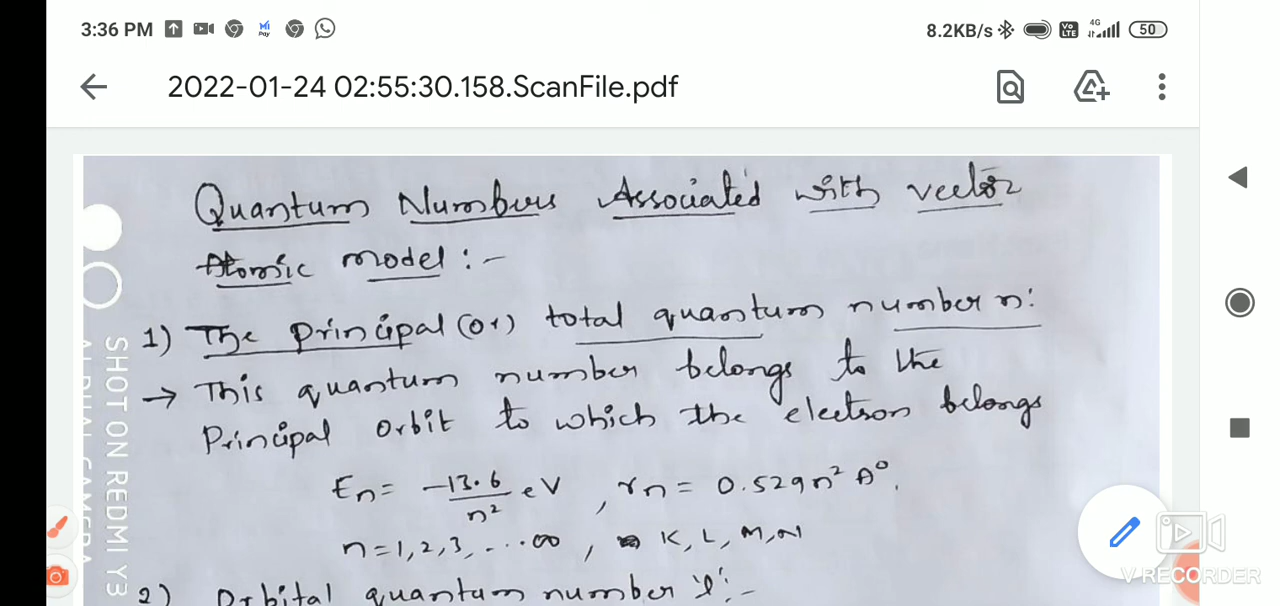 3:36 PM
8.2KB/s
Vo LTE
4G
50
2022-01-24 02:55:30.158.ScanFile.pdf
Quantum Numbers Associated with vector
Atomic model :-
1) The principal (or) total quantum number n:
→ This quantum number belongs to the
Principal orbit to which the electron belongs
En = -13.6/n² eV , rn = 0.529n² A°.
n = 1, 2, 3, .... ∞ , K, L, M, N
2) Orbital quantum number 'l':-
SHOT ON REDMI Y3
V RECORDER